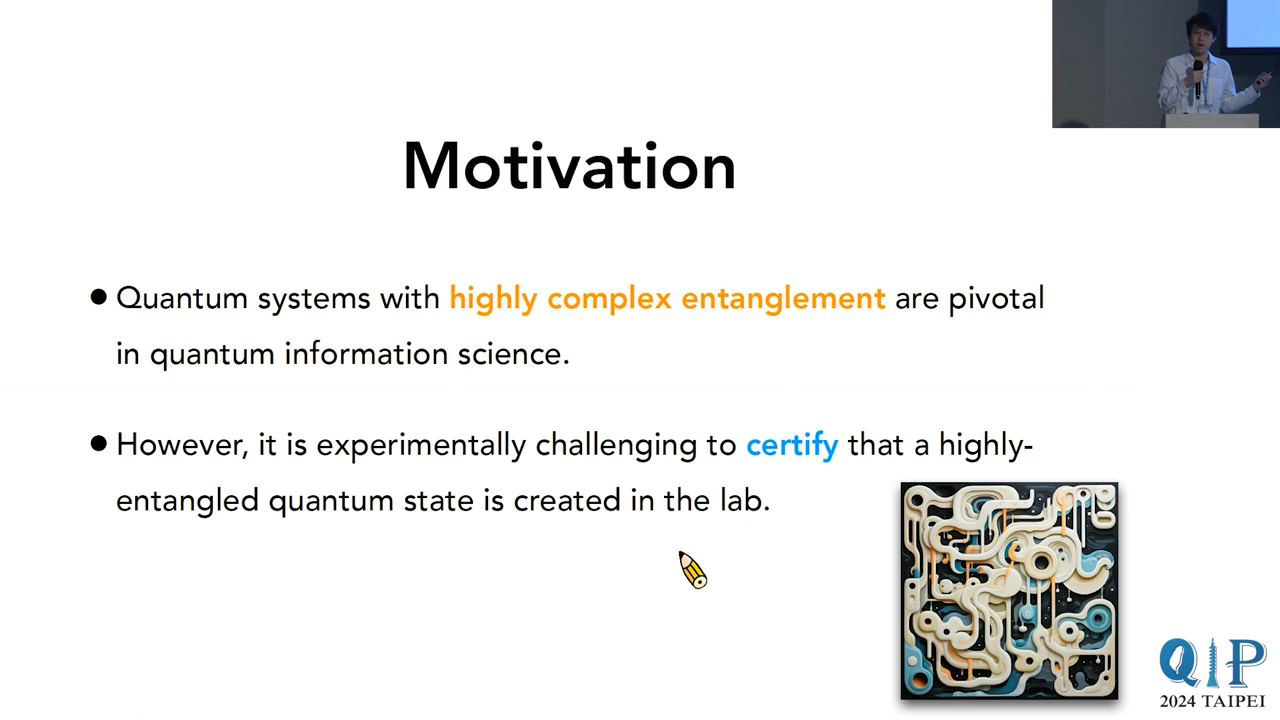 Motivation
• Quantum systems with highly complex entanglement are pivotal
in quantum information science.
• However, it is experimentally challenging to certify that a highly-
entangled quantum state is created in the lab.
QIP
2024 TAIPEI